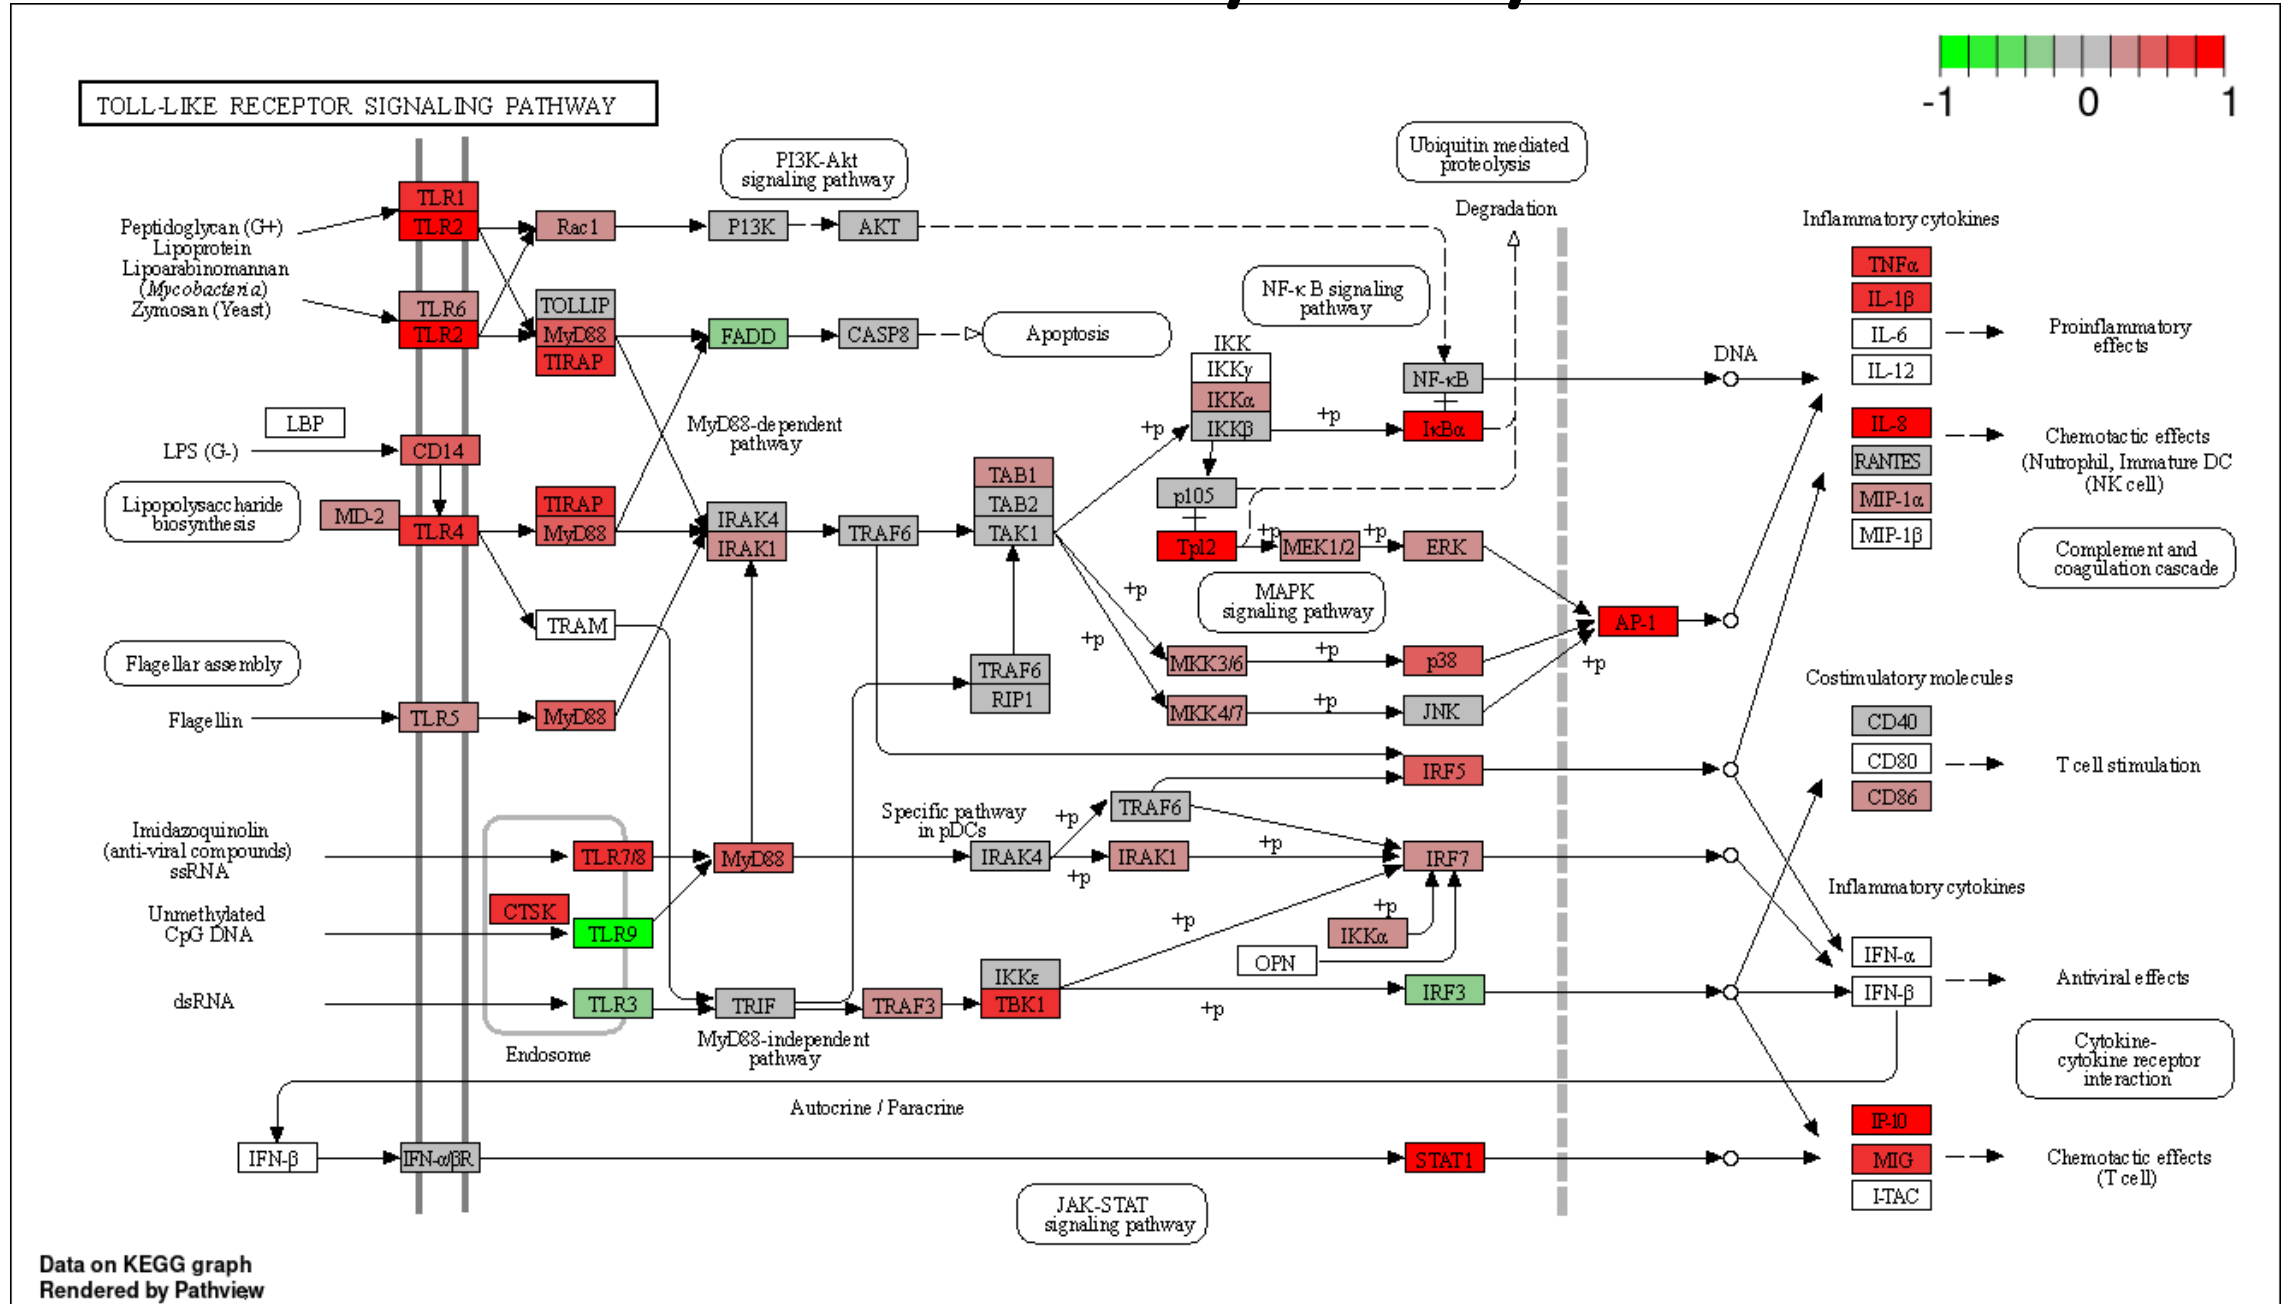 -1 0 1
TOLL-LIKE RECEPTOR SIGNALING PATHWAY
PI3K-Akt
signaling pathway
Ubiquitin mediated
proteolysis
Degradation
Peptidoglycan (G+)
Lipoprotein
Lipoarabinomannan
(Mycobacteria)
Zymosan (Yeast)
TLR1
TLR2
TLR6
TLR2
Rac1
P13K
AKT
TOLLIP
MyD88
TIRAP
FADD
CASP8
Apoptosis
NF-κB signaling
pathway
IKK
IKKγ
IKKα
IKKβ
+p
+p
NF-κB
IκBα
DNA
Inflammatory cytokines
TNFα
IL-1β
IL-6
IL-12
Proinflammatory
effects
IL-8
RANTES
MIP-1α
MIP-1β
Chemotactic effects
(Nutrophil, Immature DC
(NK cell)
Complement and
coagulation cascade
LBP
LPS (G-)
CD14
Lipopolysaccharide
biosynthesis
MD-2
TLR4
TIRAP
MyD88
MyD88-dependent
pathway
IRAK4
IRAK1
TRAF6
TAB1
TAB2
TAK1
p105
Tpl2
+p
MEK1/2
+p
ERK
MAPK
signaling pathway
AP-1
TRAM
+p
+p
MKK3/6
+p
p38
MKK4/7
+p
JNK
+p
Flagellar assembly
Flagellin
TLR5
MyD88
TRAF6
RIP1
IRF5
Costimulatory molecules
CD40
CD80
CD86
T cell stimulation
Imidazoquinolin
(anti-viral compounds)
ssRNA
TLR7/8
MyD88
Specific pathway
in pDCs
IRAK4
+p
+p
TRAF6
IRAK1
+p
IRF7
Unmethylated
CpG DNA
CTSK
TLR9
+p
+p
IKKα
OPN
Inflammatory cytokines
IFN-α
IFN-β
Antiviral effects
dsRNA
TLR3
TRIF
TRAF3
IKKε
TBK1
+p
IRF3
Endosome
MyD88-independent
pathway
Cytokine-
cytokine receptor
interaction
Autocrine / Paracrine
IFN-β
IFN-α/βR
STAT1
IP-10
MIG
I-TAC
Chemotactic effects
(T cell)
JAK-STAT
signaling pathway
Data on KEGG graph
Rendered by Pathview